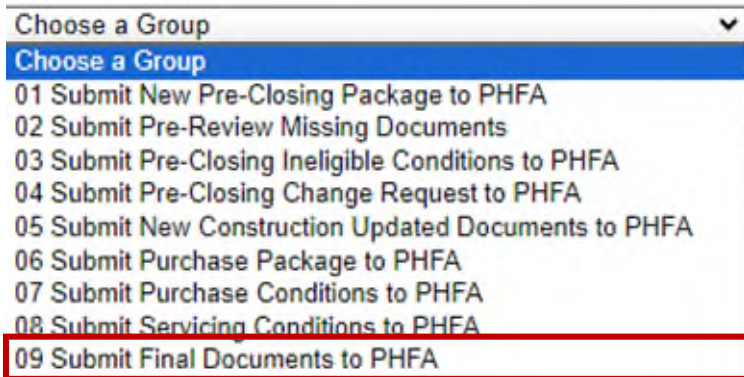 Choose a Group
Choose a Group
01 Submit New Pre-Closing Package to PHFA
02 Submit Pre-Review Missing Documents
03 Submit Pre-Closing Ineligible Conditions to PHFA
04 Submit Pre-Closing Change Request to PHFA
05 Submit New Construction Updated Documents to PHFA
06 Submit Purchase Package to PHFA
07 Submit Purchase Conditions to PHFA
08 Submit Servicing Conditions to PHFA
09 Submit Final Documents to PHFA